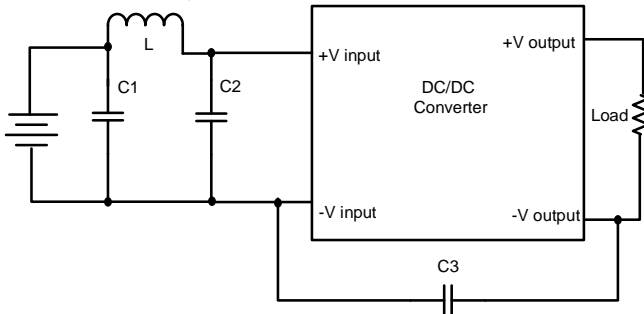 L
C1
C2
+V input
+V output
DC/DC
Converter
Load
-V input
-V output
C3